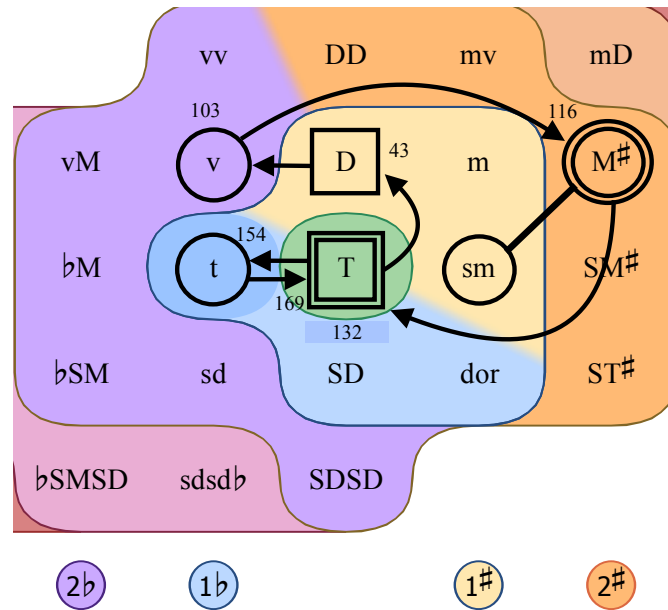 vv DD mv mD
103 116
vM v D 43 m M♯
154
♭M t T sm SM♯
169
132
♭SM sd SD dor ST♯
♭SMSD sdsd♭ SDSD
2♭ 1♭ 1♯ 2♯